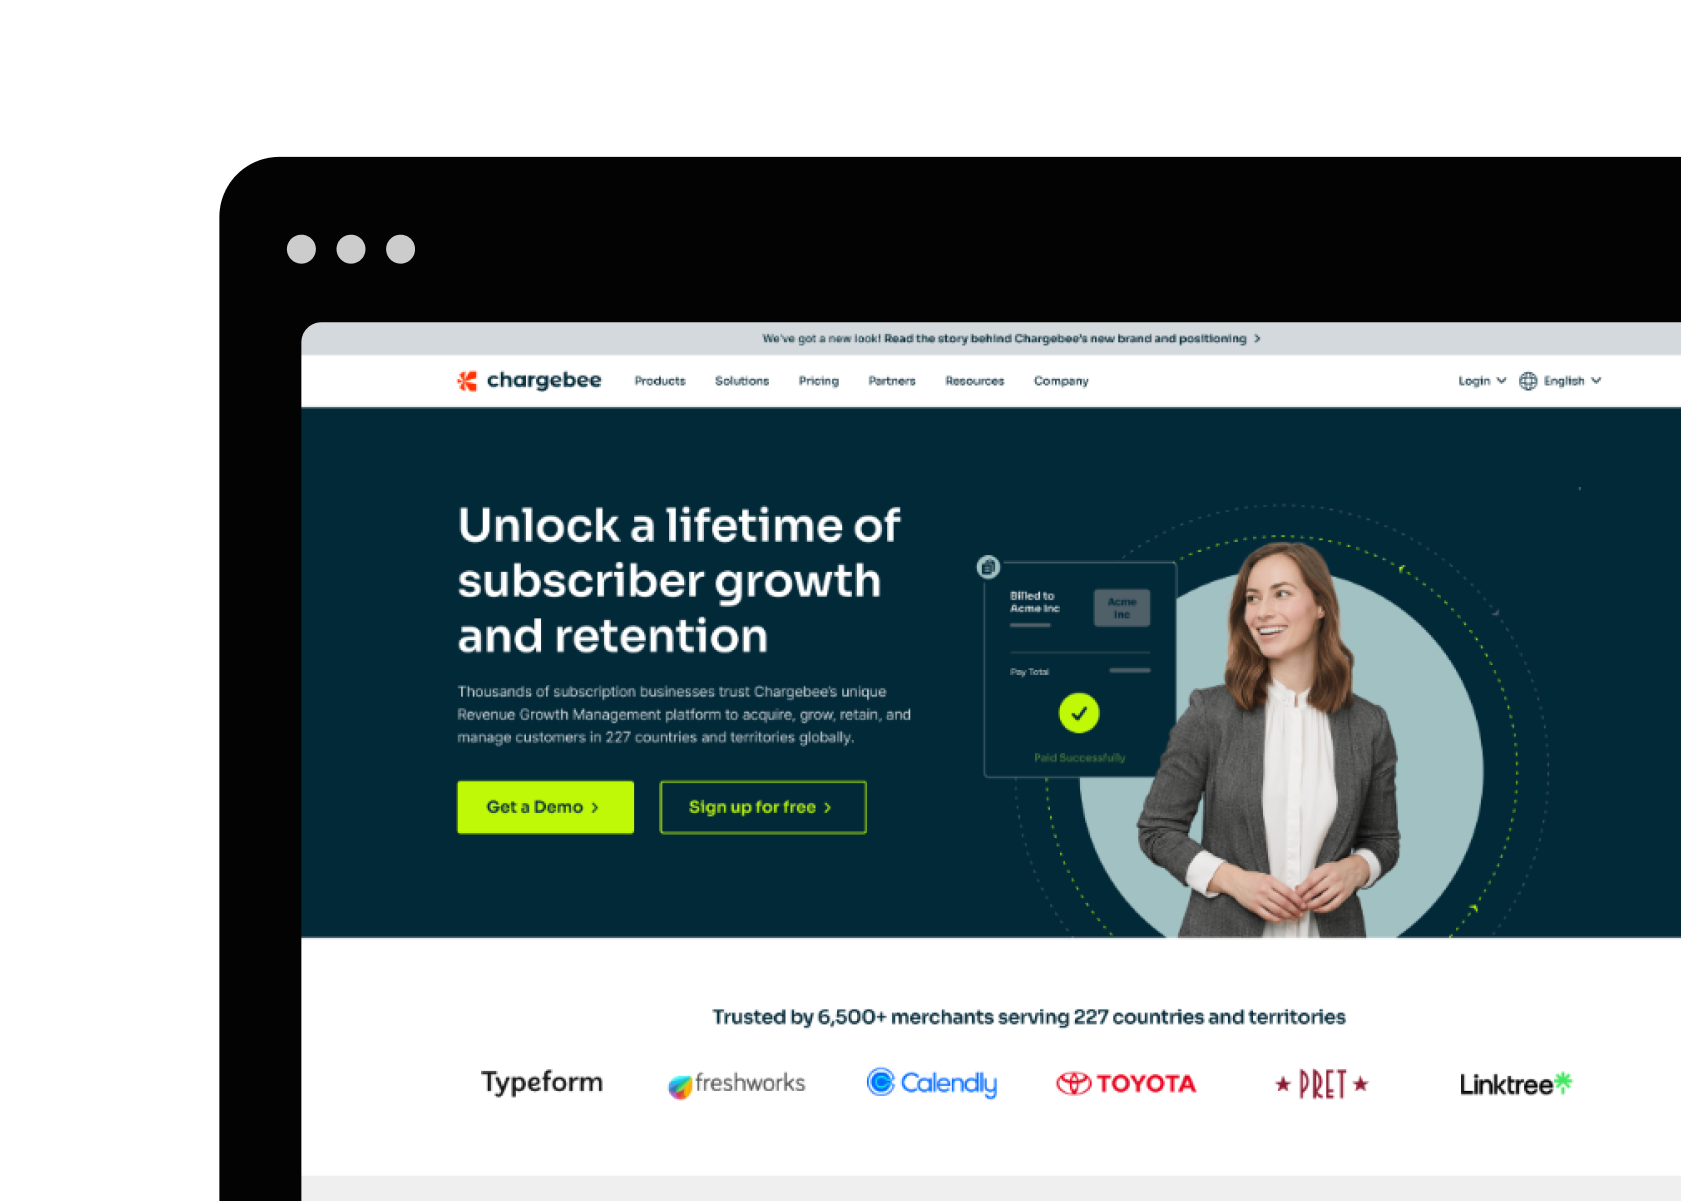 We've got a new look! Read the story behind Chargebee's new brand and positioning
chargebee Products Solutions Pricing Partners Resources Company Login English
Unlock a lifetime of
subscriber growth
and retention
Thousands of subscription businesses trust Chargebee's unique
Revenue Growth Management platform to acquire, grow, retain, and
manage customers in 227 countries and territories globally.
Get a Demo
Sign up for free
Billed to
Acme Inc
Acme
Inc
Pay Total
Paid Successfully
Trusted by 6,500+ merchants serving 227 countries and territories
Typeform freshworks Calendly TOYOTA PRET Linktree